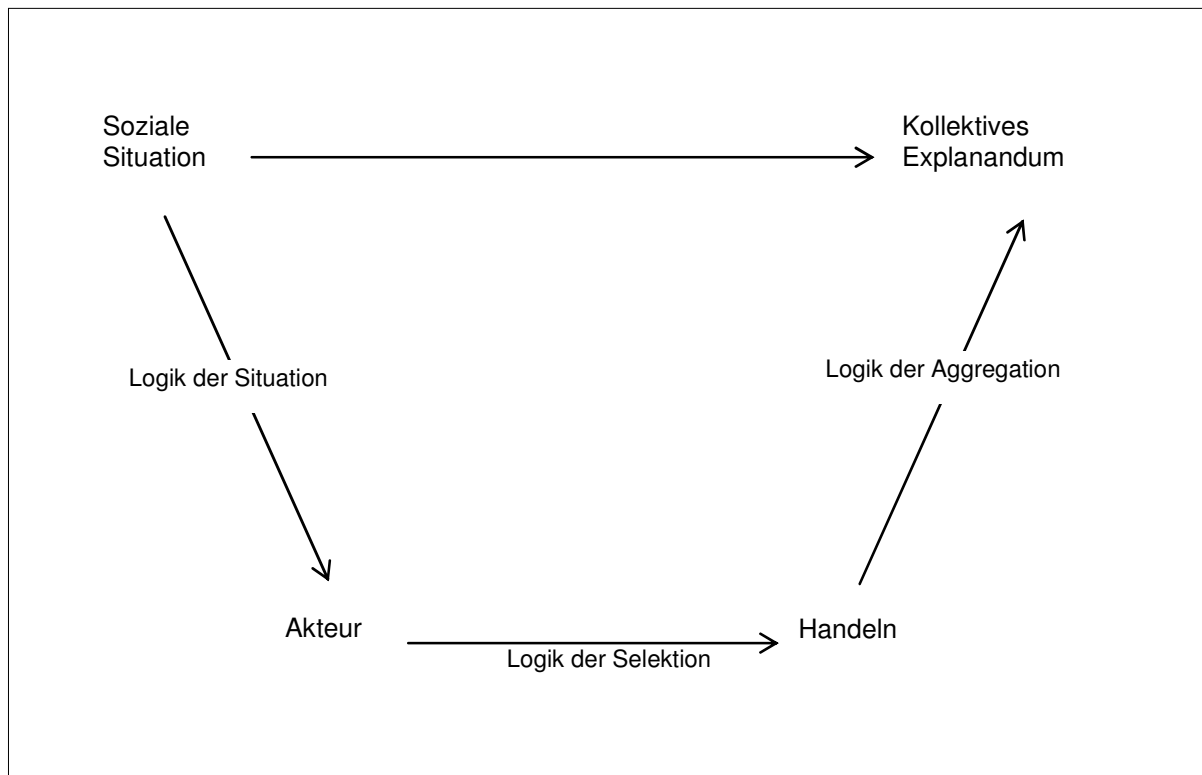 Soziale
Situation
Kollektives
Explanandum
Logik der Situation
Logik der Aggregation
Akteur
Handeln
Logik der Selektion